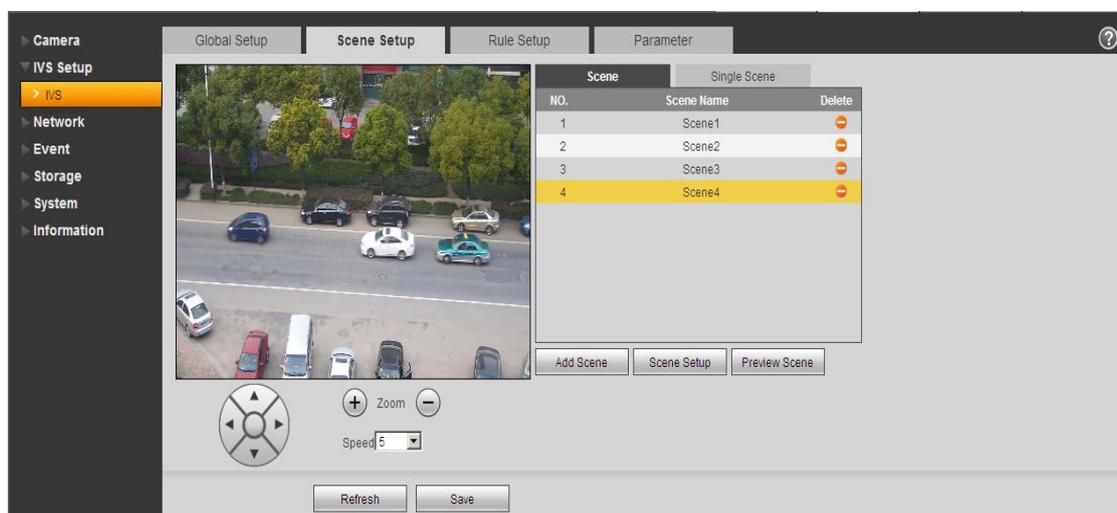 Camera
IVS Setup
> IVS
Network
Event
Storage
System
Information
Global Setup Scene Setup Rule Setup Parameter
?
Scene Single Scene
NO. Scene Name Delete
1 Scene1
2 Scene2
3 Scene3
4 Scene4
Add Scene Scene Setup Preview Scene
+ Zoom −
Speed 5
Refresh Save